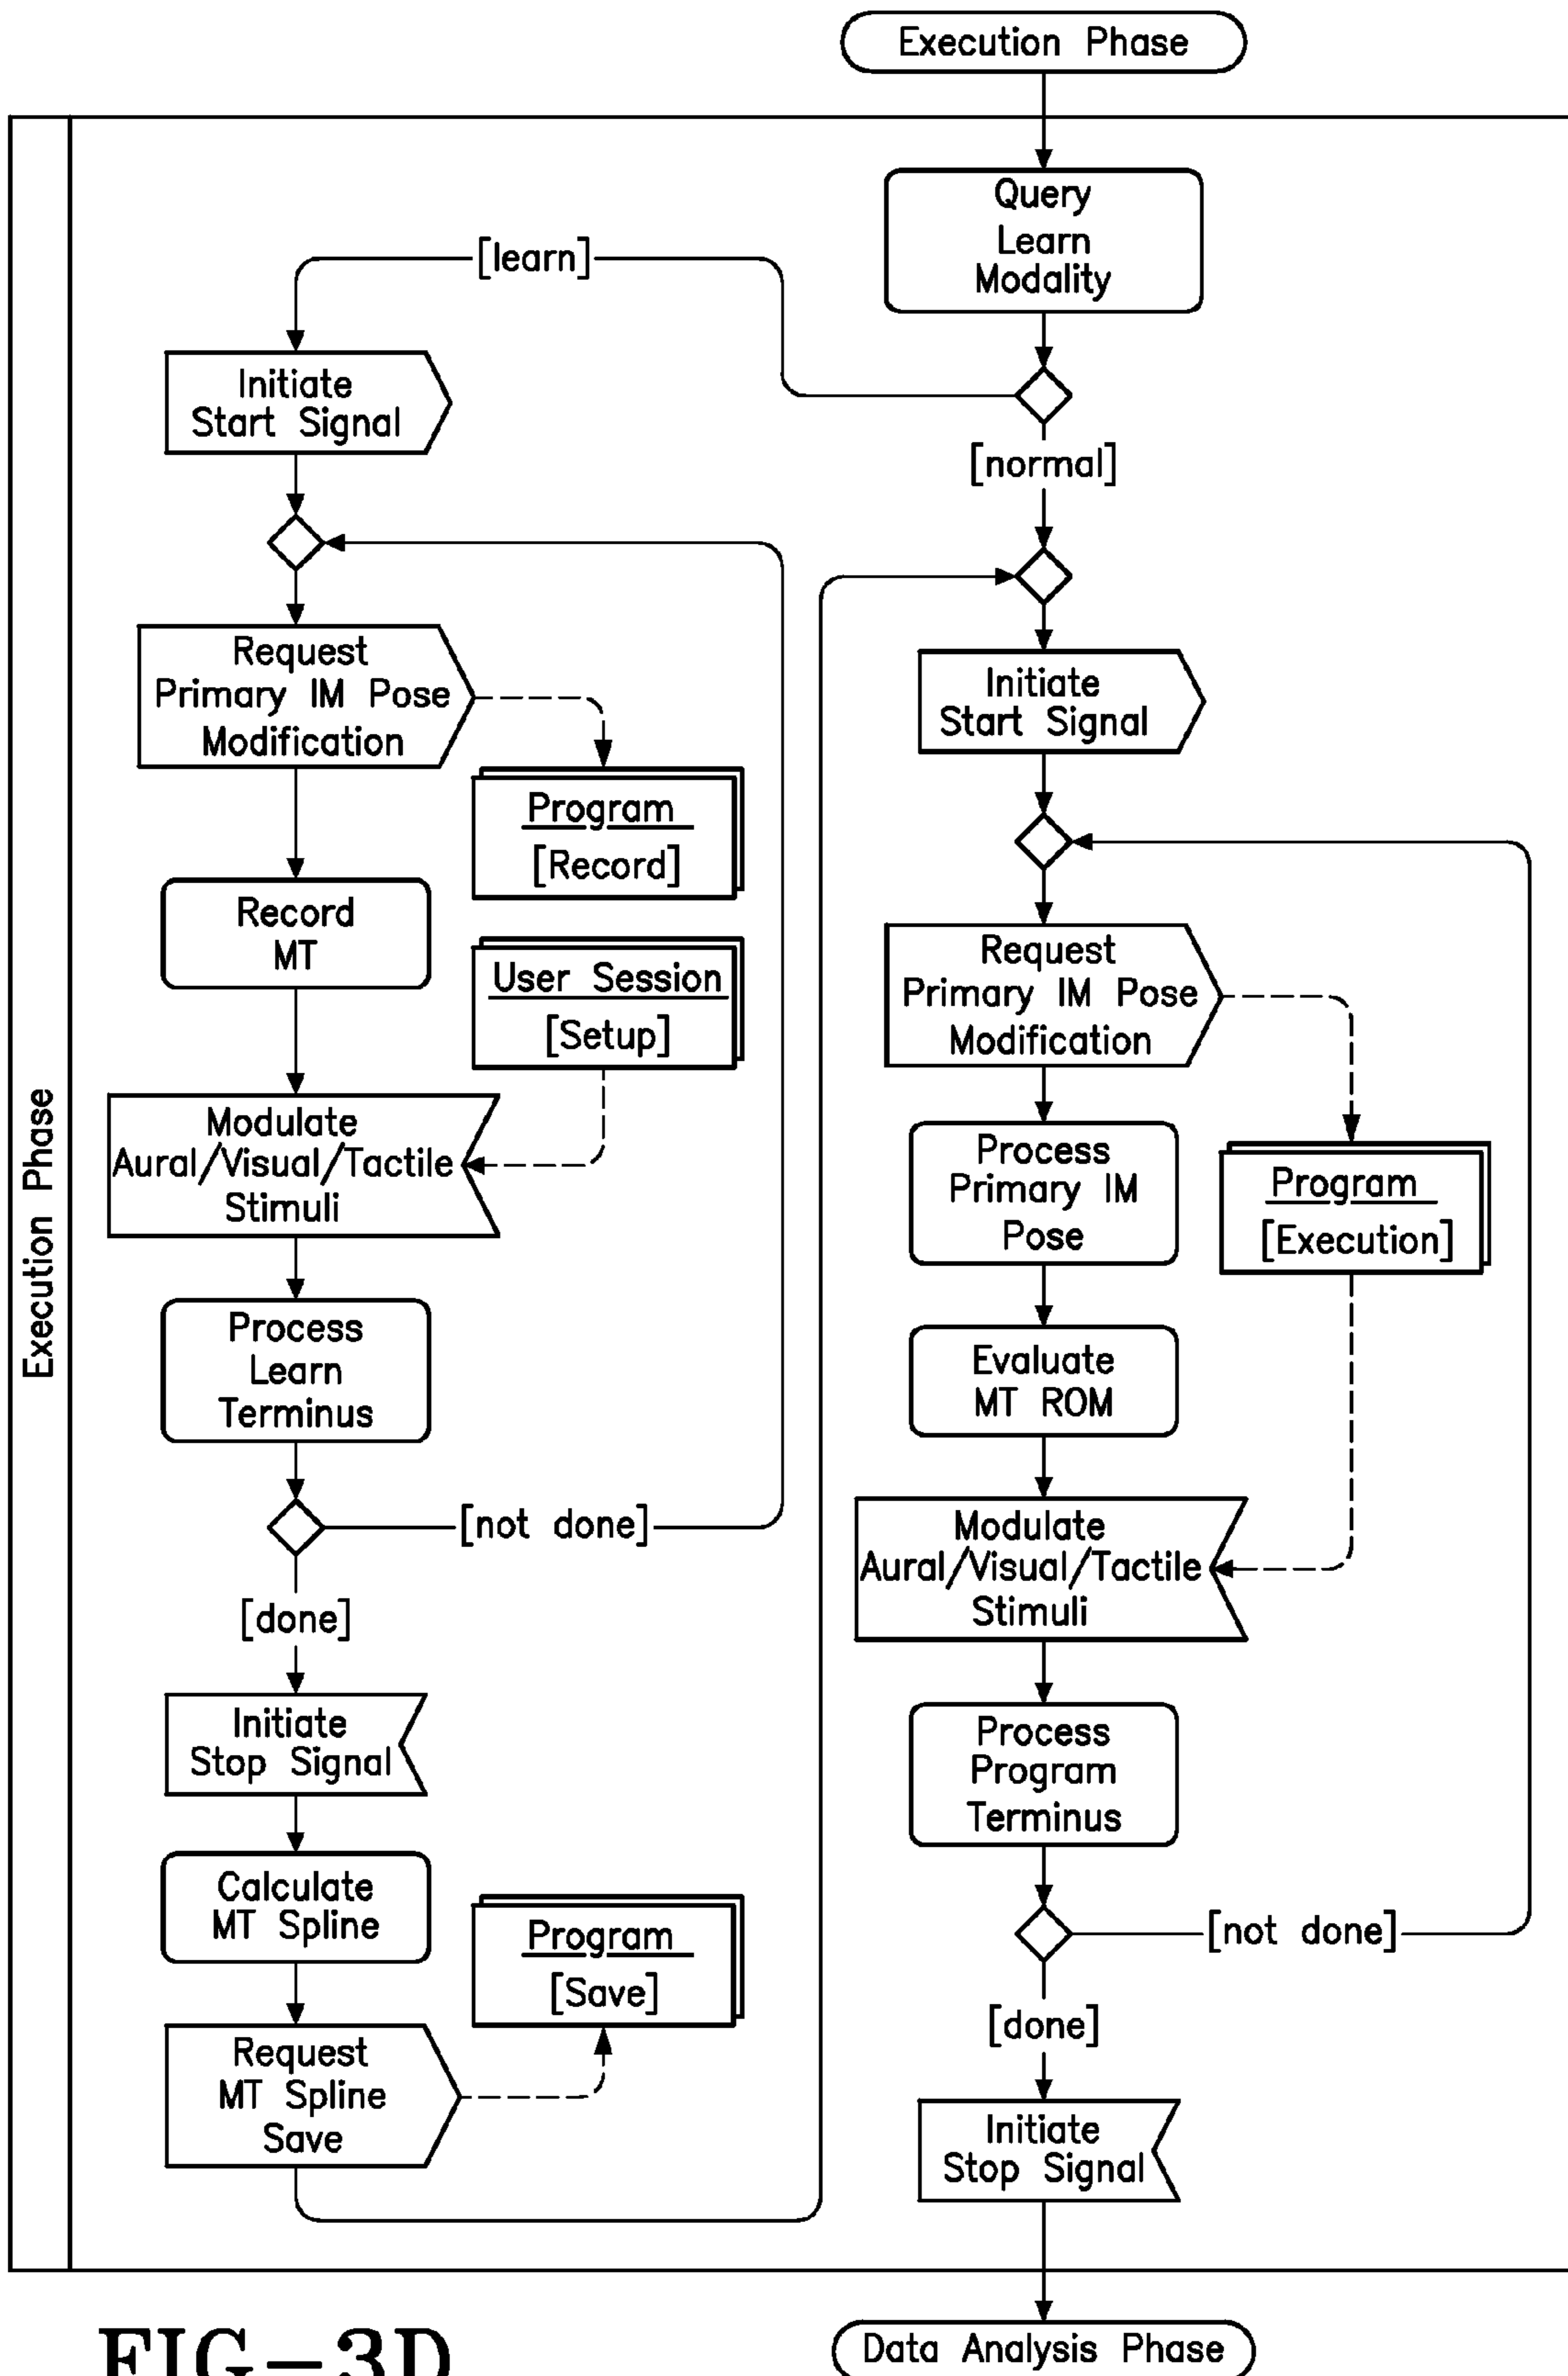 Execution Phase
Execution Phase
Query
Learn
Modality
[learn]
[normal]
Initiate
Start Signal
Request
Primary IM Pose
Modification
Program
[Record]
Record
MT
User Session
[Setup]
Modulate
Aural/Visual/Tactile
Stimuli
Process
Learn
Terminus
[not done]
[done]
Initiate
Stop Signal
Calculate
MT Spline
Program
[Save]
Request
MT Spline
Save
Initiate
Start Signal
Request
Primary IM Pose
Modification
Process
Primary IM
Pose
Program
[Execution]
Evaluate
MT ROM
Modulate
Aural/Visual/Tactile
Stimuli
Process
Program
Terminus
[not done]
[done]
Initiate
Stop Signal
Data Analysis Phase
FIG-3D